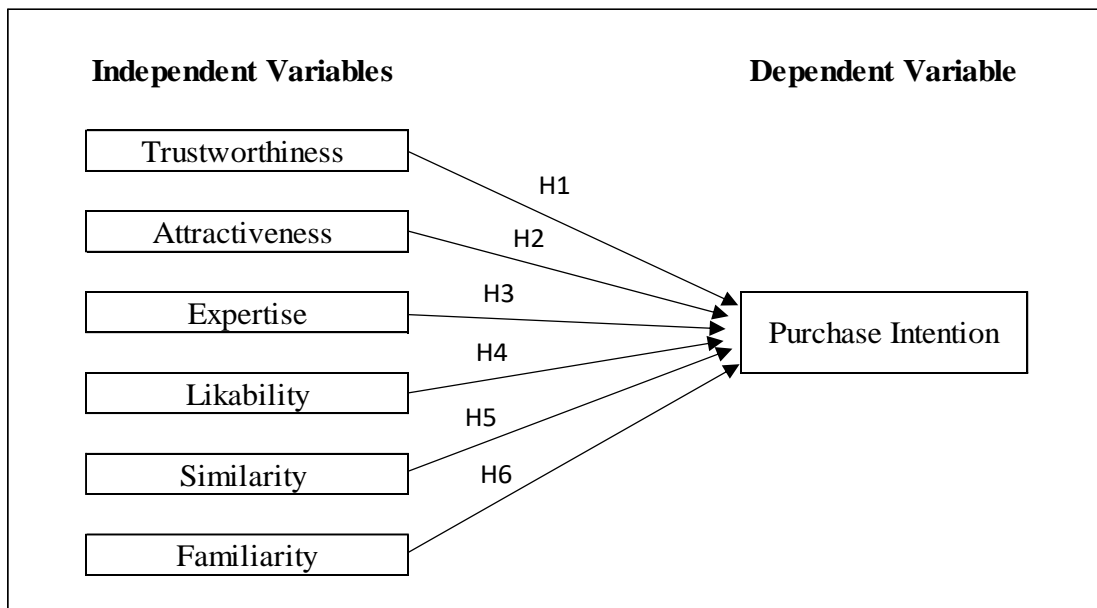 Independent Variables
Dependent Variable
Trustworthiness
H1
Attractiveness
H2
Expertise
H3
Purchase Intention
Likability
H4
Similarity
H5
Familiarity
H6